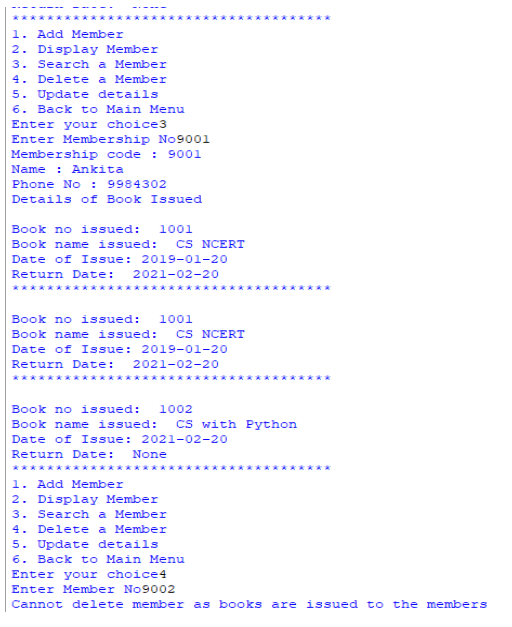 **************************************
1. Add Member
2. Display Member
3. Search a Member
4. Delete a Member
5. Update details
6. Back to Main Menu
Enter your choice3
Enter Membership No9001
Membership code : 9001
Name : Ankita
Phone No : 9984302
Details of Book Issued
Book no issued:  1001
Book name issued:  CS NCERT
Date of Issue: 2019-01-20
Return Date:  2021-02-20
**************************************
Book no issued:  1001
Book name issued:  CS NCERT
Date of Issue: 2019-01-20
Return Date:  2021-02-20
**************************************
Book no issued:  1002
Book name issued:  CS with Python
Date of Issue: 2021-02-20
Return Date:  None
**************************************
1. Add Member
2. Display Member
3. Search a Member
4. Delete a Member
5. Update details
6. Back to Main Menu
Enter your choice4
Enter Member No9002
Cannot delete member as books are issued to the members